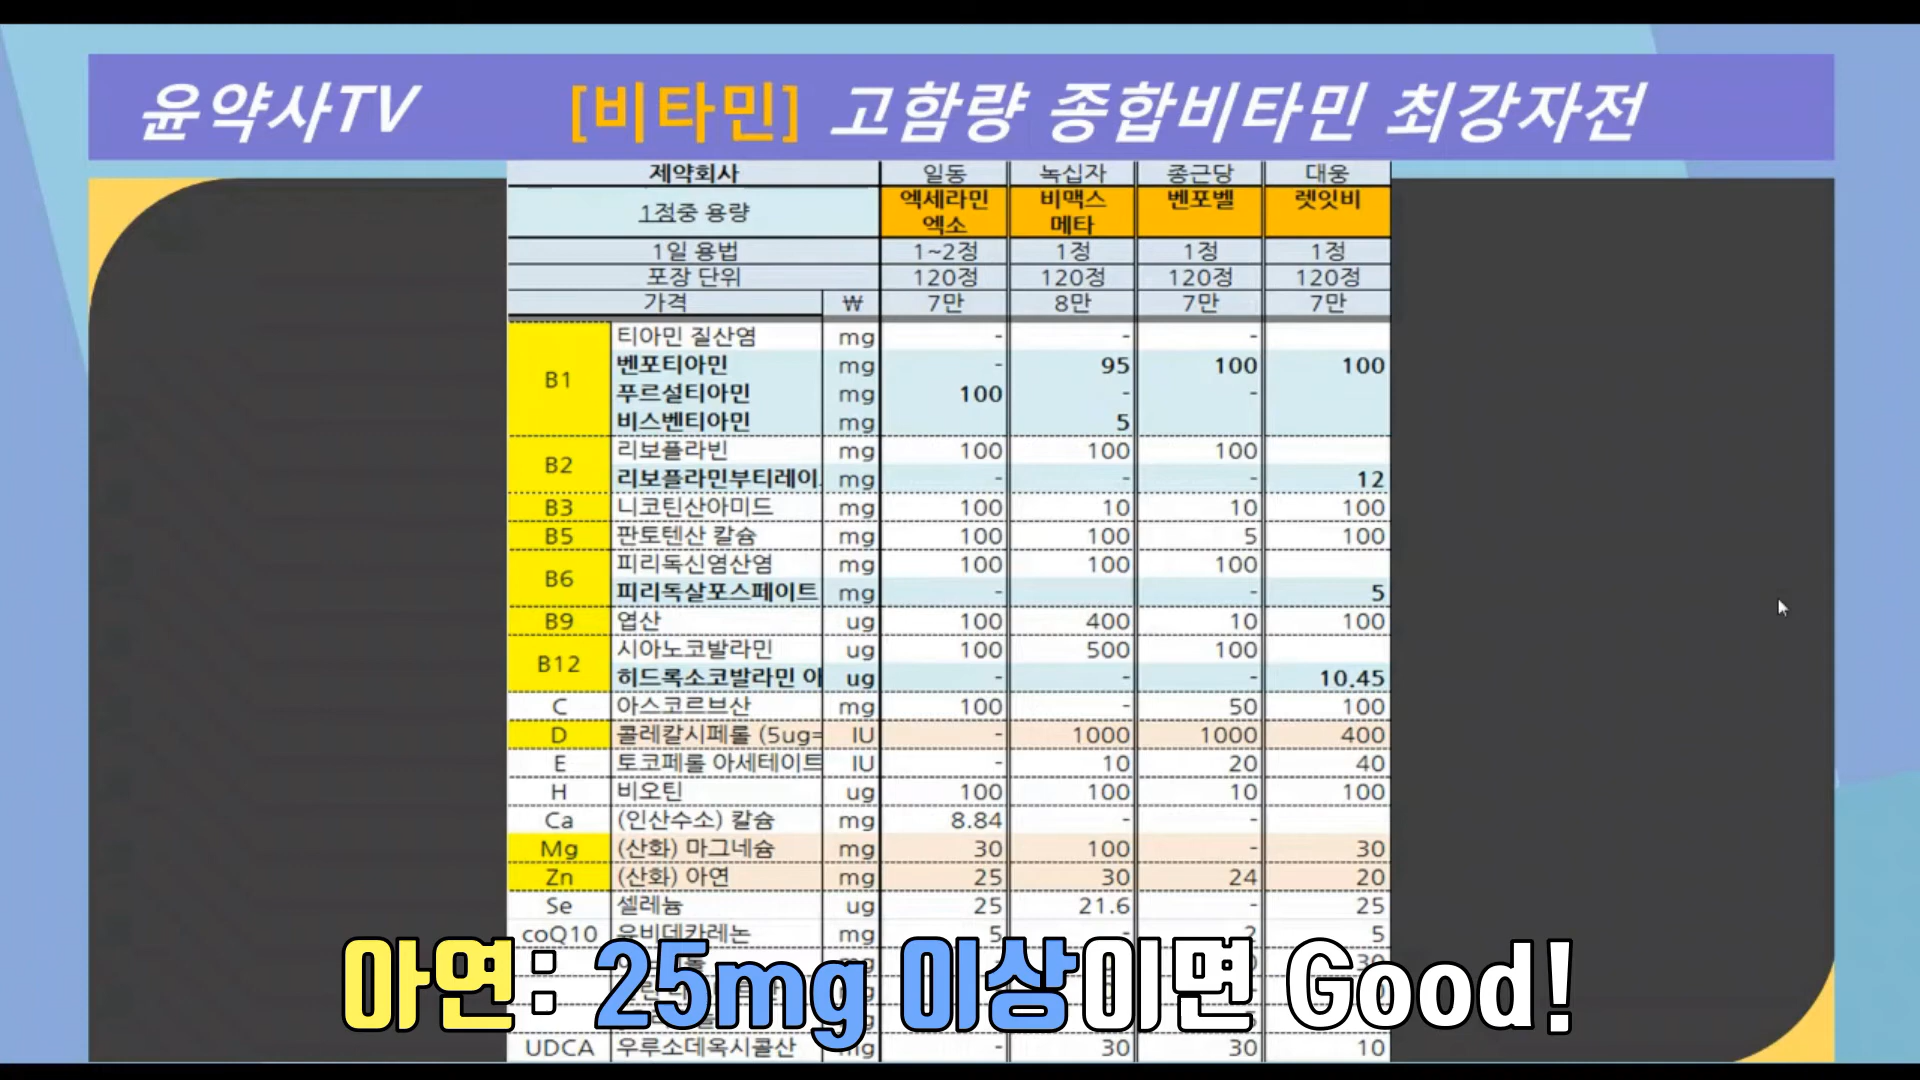 윤약사TV [비타민] 고함량 종합비타민 최강자전
제약회사 일동 녹십자 종근당 대웅
1정중 용량 엑세라민 엑소 비맥스 메타 벤포벨 렛잇비
1일 용법 1~2정 1정 1정 1정
포장 단위 120정 120정 120정 120정
가격 ₩ 7만 8만 7만 7만
B1 티아민 질산염 mg - - -
벤포티아민 mg - 95 100 100
푸르설티아민 mg 100 - -
비스벤티아민 mg 5
B2 리보플라빈 mg 100 100 100
리보플라민부티레이 mg - - - 12
B3 니코틴산아미드 mg 100 10 10 100
B5 판토텐산 칼슘 mg 100 100 5 100
B6 피리독신염산염 mg 100 100 100
피리독살포스페이트 mg - - 5
B9 엽산 ug 100 400 10 100
B12 시아노코발라민 ug 100 500 100
히드록소코발라민 아 ug - - - 10.45
C 아스코르브산 mg 100 - 50 100
D 콜레칼시페롤 (5ug= IU - 1000 1000 400
E 토코페롤 아세테이트 IU - 10 20 40
H 비오틴 ug 100 100 10 100
Ca (인산수소) 칼슘 mg 8.84 - -
Mg (산화) 마그네슘 mg 30 100 - 30
Zn (산화) 아연 mg 25 30 24 20
Se 셀레늄 ug 25 21.6 - 25
coQ10 유비데카레논 mg 5 - 2 5
아연: 25mg 이상이면 Good!
UDCA 우루소데옥시콜산 mg - 30 30 10